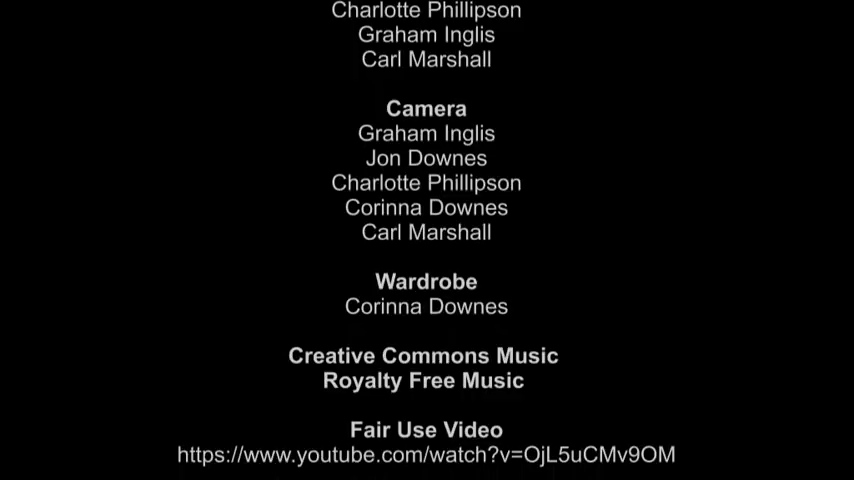 Charlotte Phillipson
Graham Inglis
Carl Marshall
Camera
Graham Inglis
Jon Downes
Charlotte Phillipson
Corinna Downes
Carl Marshall
Wardrobe
Corinna Downes
Creative Commons Music
Royalty Free Music
Fair Use Video
https://www.youtube.com/watch?v=OjL5uCMv9OM